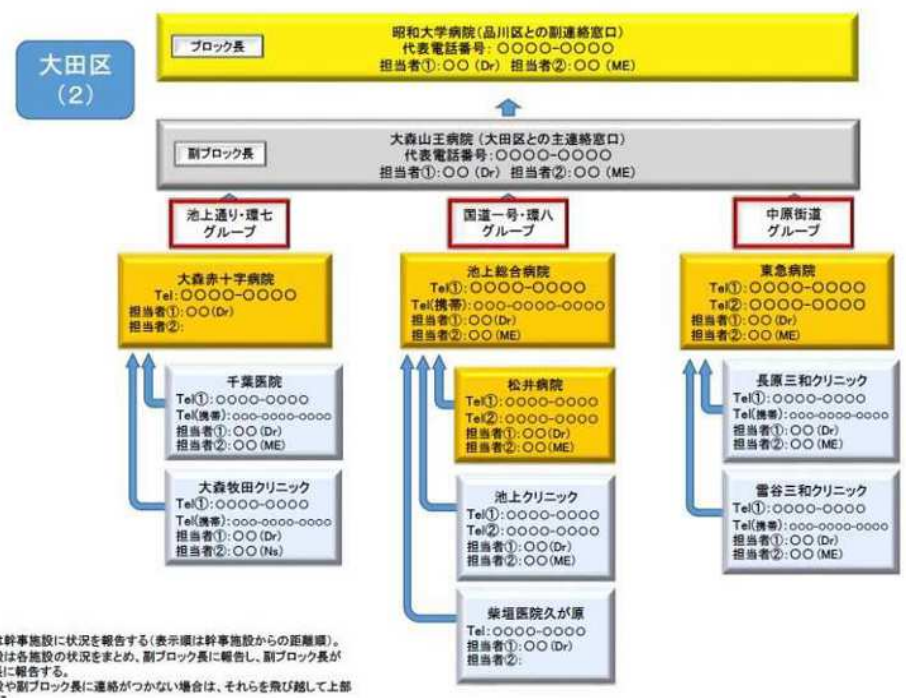 大田区
(2)
ブロック長
昭和大学病院(品川区との副連絡窓口)
代表電話番号:○○○○-○○○○
担当者①:○○(Dr) 担当者②:○○(ME)
副ブロック長
大森山王病院(大田区との主連絡窓口)
代表電話番号:○○○○-○○○○
担当者①:○○(Dr) 担当者②:○○(ME)
池上通り・環七
グループ
大森赤十字病院
Tel:○○○○-○○○○
担当者①:○○(Dr)
担当者②:
千葉医院
Tel①:○○○○-○○○○
Tel(携帯):○○○-○○○○-○○○○
担当者①:○○(Dr)
担当者②:○○(ME)
大森牧田クリニック
Tel①:○○○○-○○○○
Tel(携帯):○○○-○○○○-○○○○
担当者①:○○(Dr)
担当者②:○○(Ns)
国道一号・環八
グループ
池上総合病院
Tel①:○○○○-○○○○
Tel(携帯):○○○-○○○○-○○○○
担当者①:○○(Dr)
担当者②:○○(ME)
松井病院
Tel①:○○○○-○○○○
Tel②:○○○○-○○○○
担当者①:○○(Dr)
担当者②:○○(ME)
池上クリニック
Tel①:○○○○-○○○○
Tel②:○○○○-○○○○
担当者①:○○(Dr)
担当者②:○○(ME)
柴垣医院久が原
Tel:○○○○-○○○○
担当者①:○○(Dr)
担当者②:
中原街道
グループ
東急病院
Tel①:○○○○-○○○○
Tel②:○○○○-○○○○
担当者①:○○(Dr)
担当者②:○○(ME)
長原三和クリニック
Tel①:○○○○-○○○○
Tel(携帯):○○○-○○○○-○○○○
担当者①:○○(Dr)
担当者②:○○(ME)
雪谷三和クリニック
Tel①:○○○○-○○○○
Tel(携帯):○○○-○○○○-○○○○
担当者①:○○(Dr)
担当者②:○○(ME)
は幹事施設に状況を報告する(表示順は幹事施設からの距離順)。
は各施設の状況をまとめ、副ブロック長に報告し、副ブロック長が
に報告する。
や副ブロック長に連絡がつかない場合は、それらを飛び越して上部